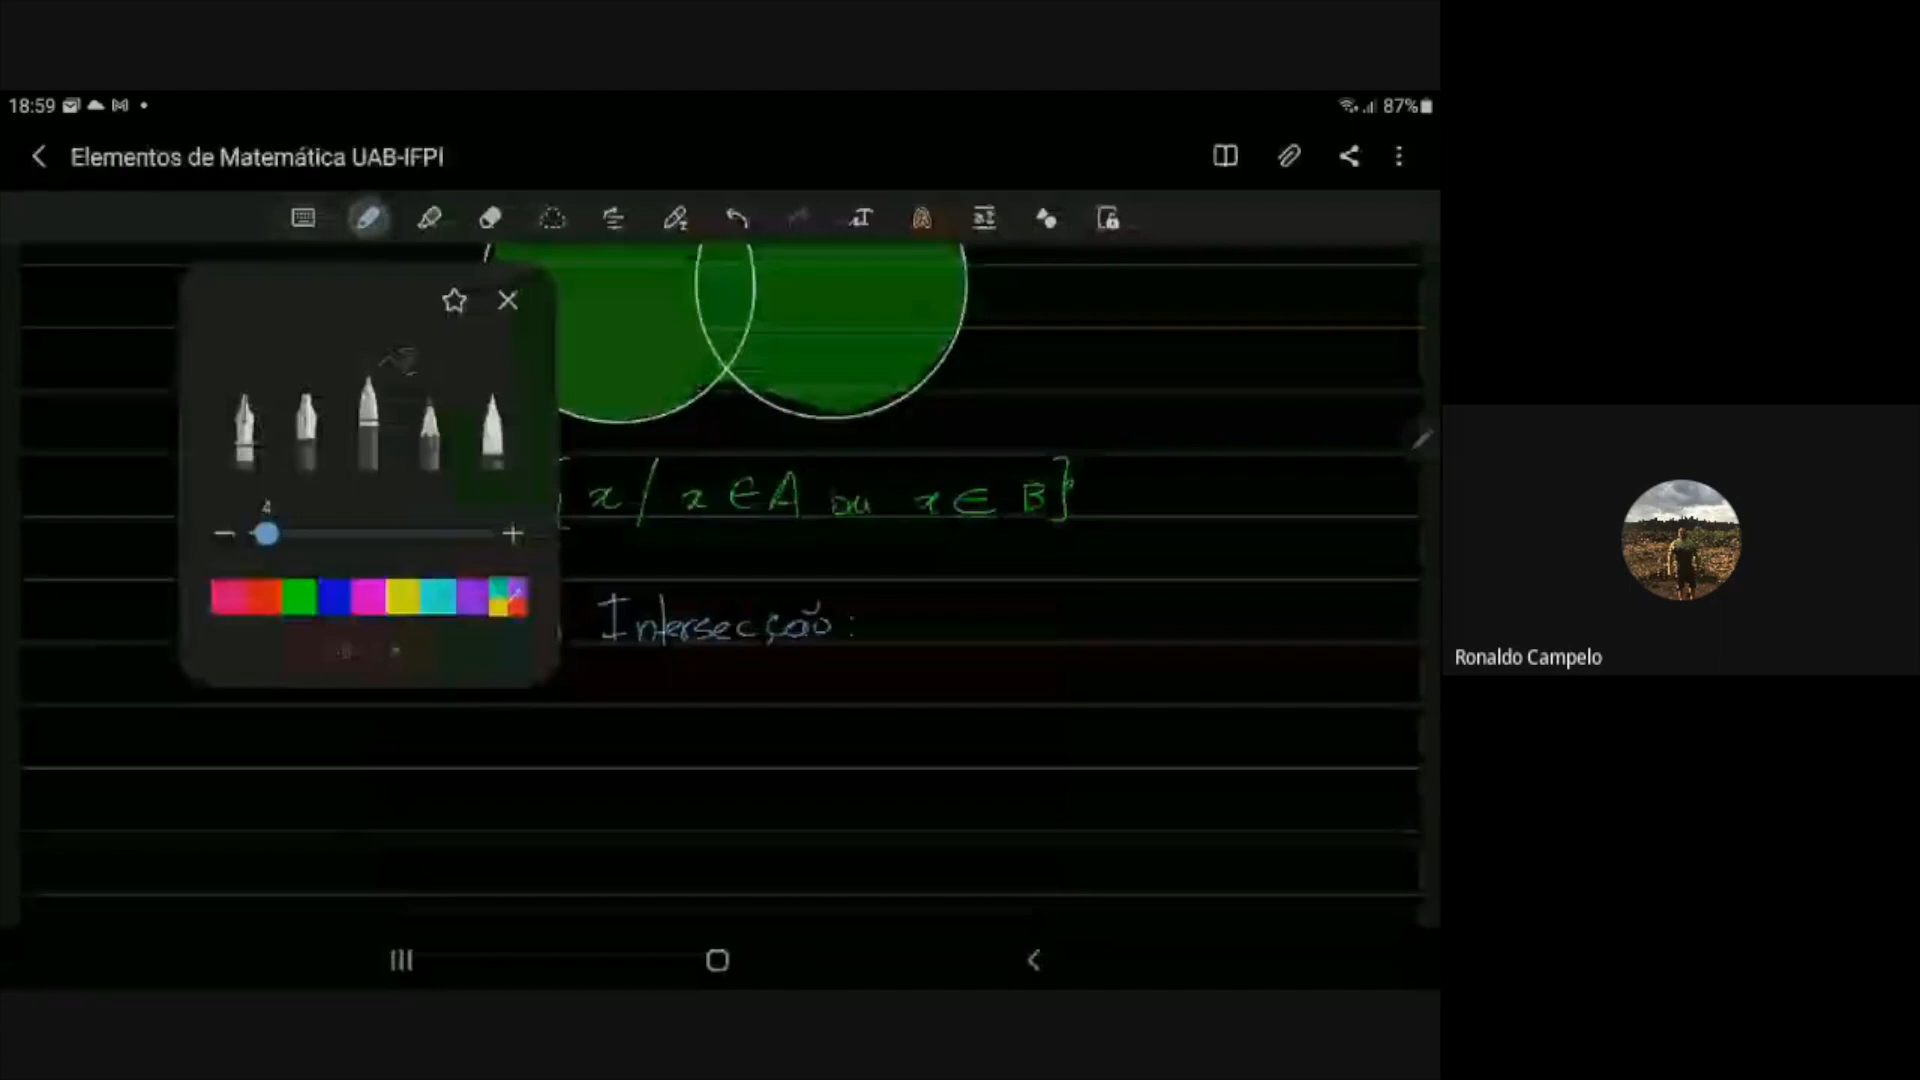 18:59
87%
Elementos de Matemática UAB-IFPI
x / x ∈ A ou x ∈ B}
4
Intersecção:
Ronaldo Campelo